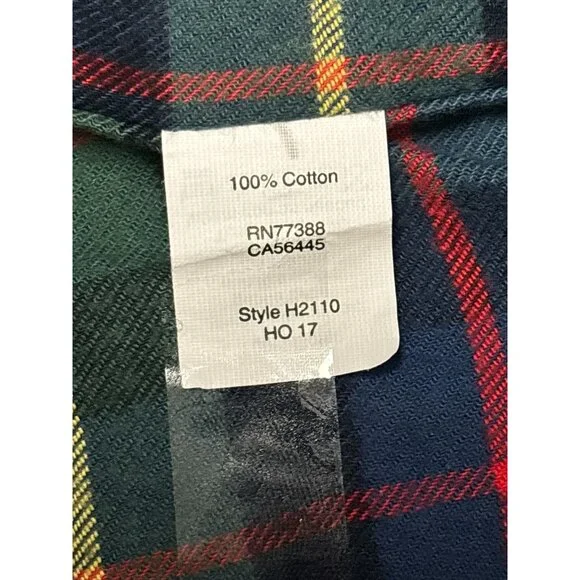 100% Cotton
RN77388
CA56445
Style H2110
HO 17